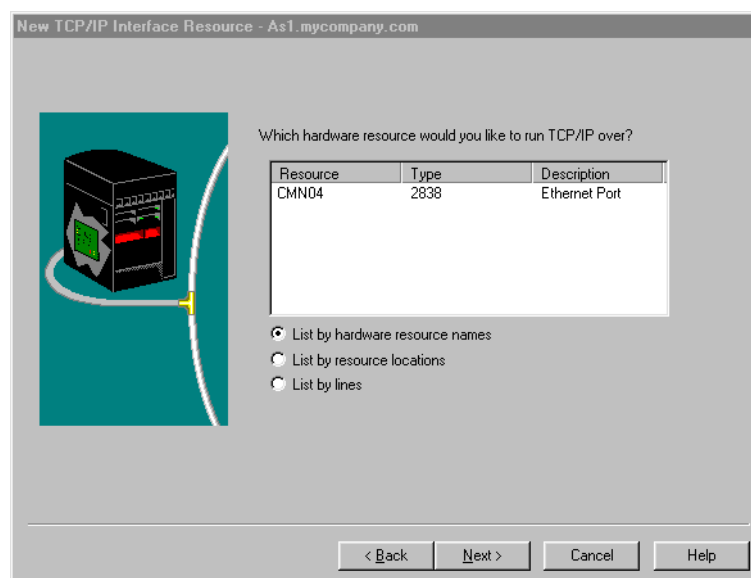 New TCP/IP Interface Resource - As1.mycompany.com
Which hardware resource would you like to run TCP/IP over?
Resource Type Description
CMN04 2838 Ethernet Port
List by hardware resource names
List by resource locations
List by lines
< Back Next > Cancel Help